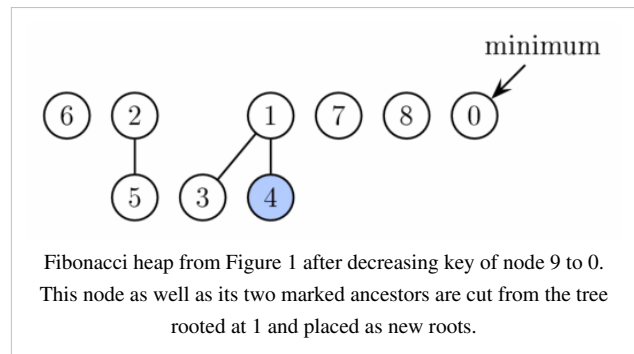 minimum
6 2 1 7 8 0
5 3 4
Fibonacci heap from Figure 1 after decreasing key of node 9 to 0.
This node as well as its two marked ancestors are cut from the tree
rooted at 1 and placed as new roots.